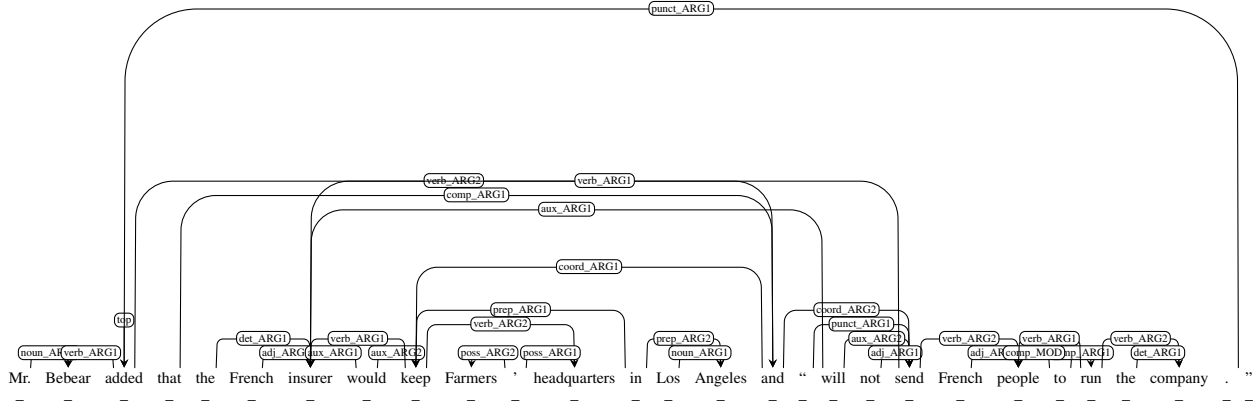 punct_ARG1
verb_ARG2 verb_ARG1
comp_ARG1
aux_ARG1
coord_ARG1
prep_ARG1 coord_ARG2
top verb_ARG2 punct_ARG1
det_ARG1 verb_ARG1 prep_ARG2 aux_ARG2 verb_ARG2 verb_ARG1 verb_ARG2
verb_ARG1 aux_ARG1 aux_ARG2 poss_ARG2 poss_ARG1 noun_ARG1 adj_ARG1 comp_MOD det_ARG1
Mr. Bebear added that the French insurer would keep Farmers ’ headquarters in Los Angeles and “ will not send French people to run the company . ”
_ _ _ _ _ _ _ _ _ _ _ _ _ _ _ _ _ _ _ _ _ _ _ _ _ _ _ _